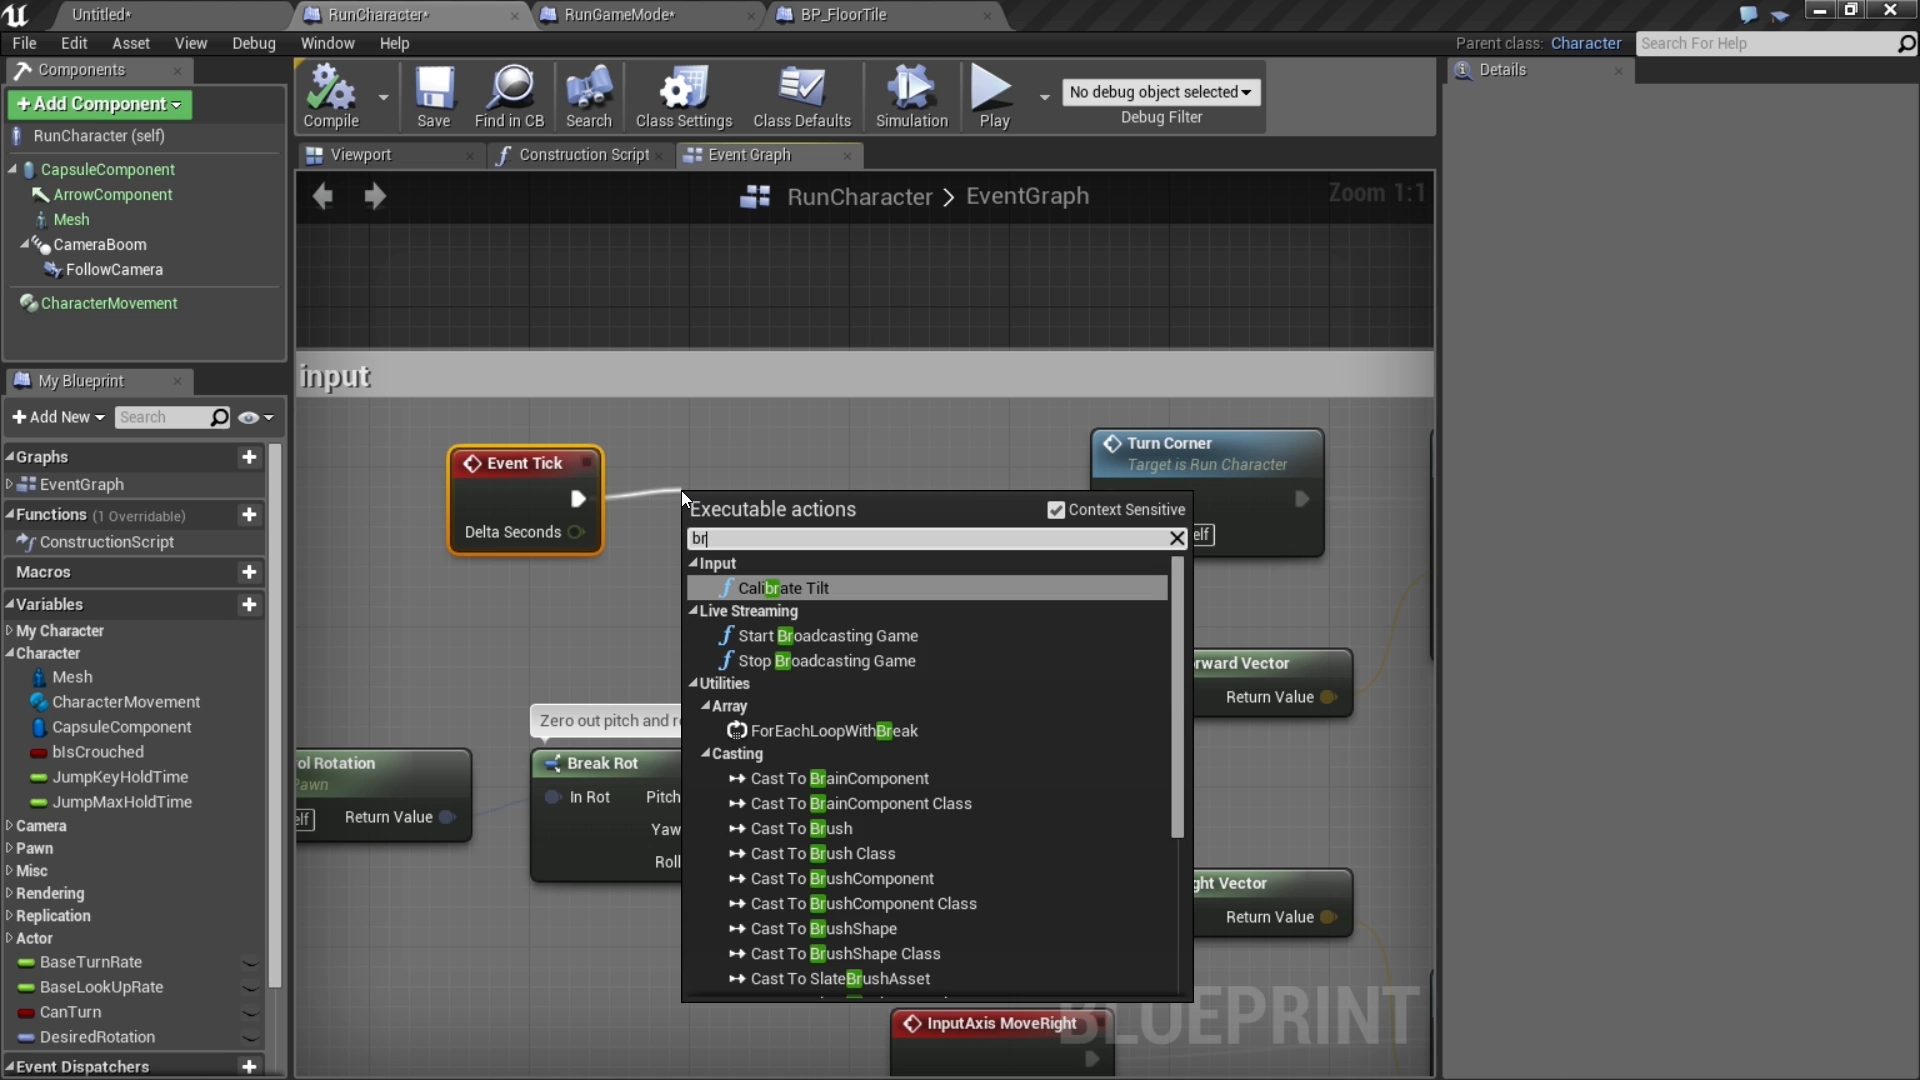 Untitled*
RunCharacter*
RunGameMode*
BP_FloorTile
File Edit Asset View Debug Window Help
Parent class: Character
Search For Help
Components
+Add Component
RunCharacter (self)
CapsuleComponent
ArrowComponent
Mesh
CameraBoom
FollowCamera
CharacterMovement
Compile
Save
Find in CB
Search
Class Settings
Class Defaults
Simulation
Play
No debug object selected
Debug Filter
Details
Viewport
Construction Script
Event Graph
RunCharacter > EventGraph
Zoom 1:1
My Blueprint
+Add New
Search
Graphs
EventGraph
Functions (1 Overridable)
ConstructionScript
Macros
Variables
My Character
Character
Mesh
CharacterMovement
CapsuleComponent
bIsCrouched
JumpKeyHoldTime
JumpMaxHoldTime
Camera
Pawn
Misc
Rendering
Replication
Actor
BaseTurnRate
BaseLookUpRate
CanTurn
DesiredRotation
Event Dispatchers
input
Event Tick
Delta Seconds
Turn Corner
Target is Run Character
elf
Executable actions
Context Sensitive
br
Input
Calibrate Tilt
Live Streaming
Start Broadcasting Game
Stop Broadcasting Game
Utilities
Array
ForEachLoopWithBreak
Casting
Cast To BrainComponent
Cast To BrainComponent Class
Cast To Brush
Cast To Brush Class
Cast To BrushComponent
Cast To BrushComponent Class
Cast To BrushShape
Cast To BrushShape Class
Cast To SlateBrushAsset
Zero out pitch and r
ol Rotation
Pawn
elf
Return Value
Break Rot
In Rot
Pitch
Yaw
Roll
rward Vector
Return Value
ght Vector
Return Value
InputAxis MoveRight
BLUEPRINT